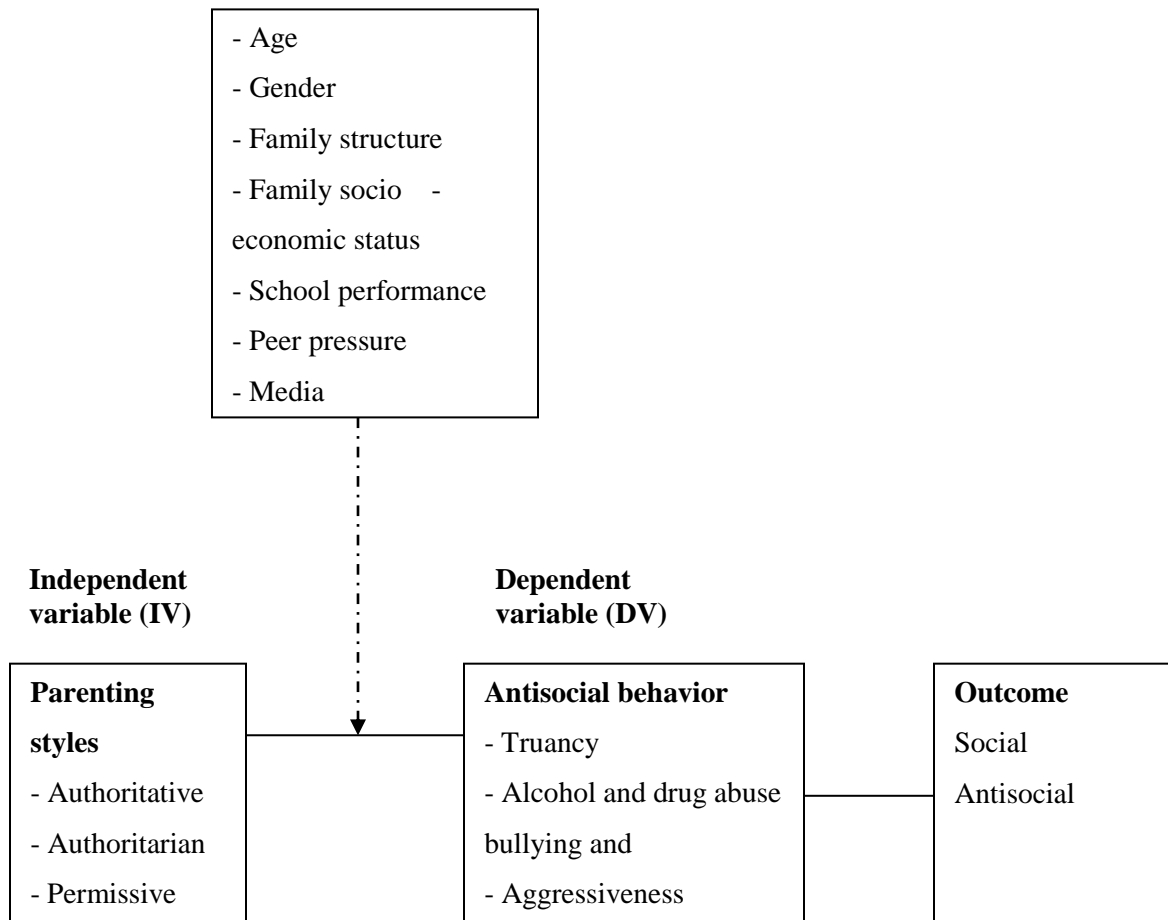 - Age
- Gender
- Family structure
- Family socio -
economic status
- School performance
- Peer pressure
- Media
Independent
variable (IV)
Dependent
variable (DV)
Parenting
styles
- Authoritative
- Authoritarian
- Permissive
Antisocial behavior
- Truancy
- Alcohol and drug abuse
bullying and
- Aggressiveness
Outcome
Social
Antisocial